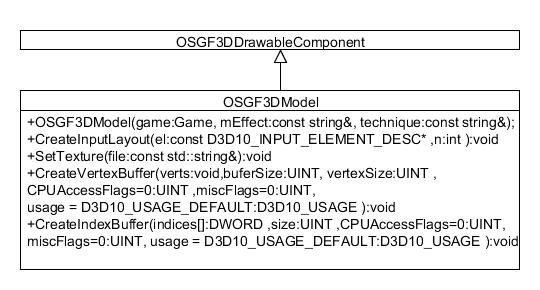 OSGF3DDrawableComponent
OSGF3DModel
+OSGF3DModel(game:Game, mEffect:const string&, technique:const string&);
+CreateInputLayout(el:const D3D10_INPUT_ELEMENT_DESC* ,n:int ):void
+SetTexture(file:const std::string&):void
+CreateVertexBuffer(verts:void,buferSize:UINT, vertexSize:UINT ,
CPUAccessFlags=0:UINT ,miscFlags=0:UINT,
usage = D3D10_USAGE_DEFAULT:D3D10_USAGE ):void
+CreateIndexBuffer(indices[]:DWORD ,size:UINT ,CPUAccessFlags=0:UINT,
miscFlags=0:UINT, usage = D3D10_USAGE_DEFAULT:D3D10_USAGE ):void